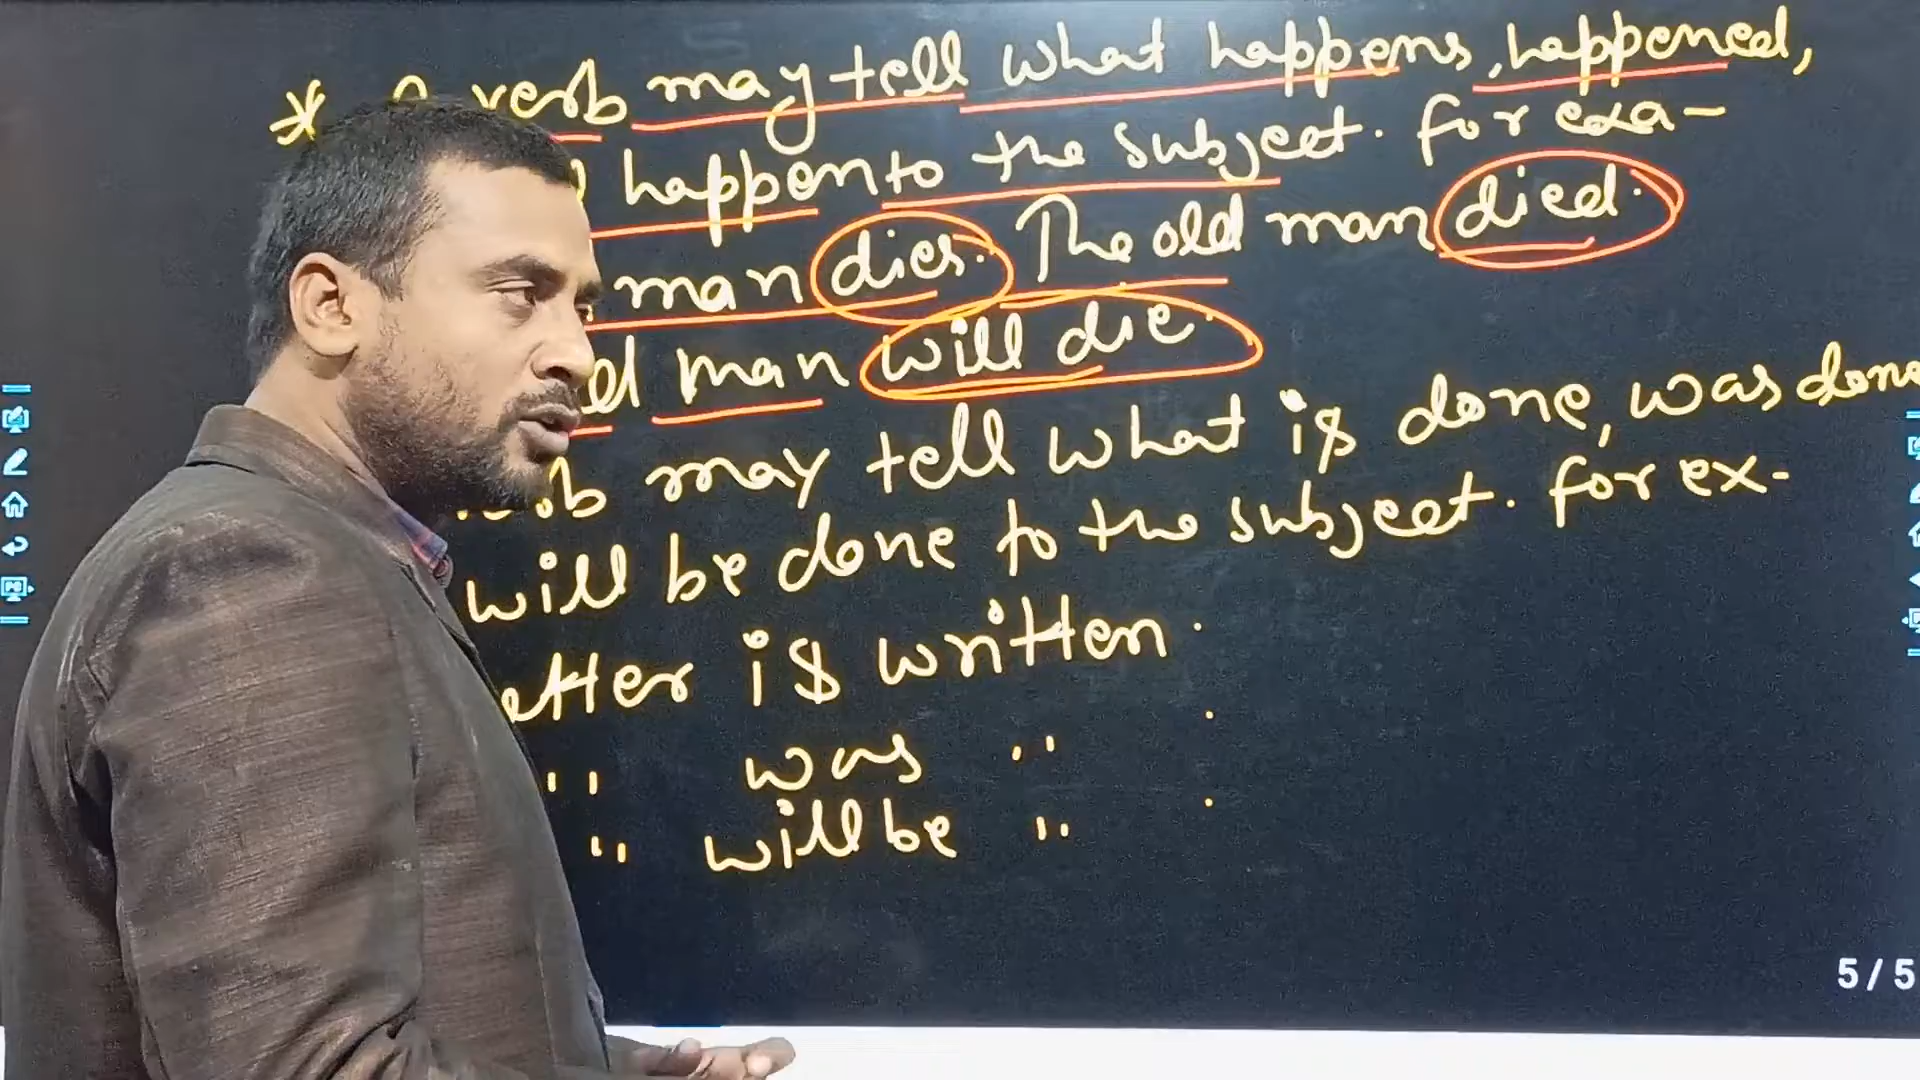 * A verb may tell what happens, happened,
happen to the subject. for exa-
man dies. The old man died.
man will die.
may tell what is done, was done
will be done to the subject. for ex-
is written.
" was " .
" will be " .
5/5